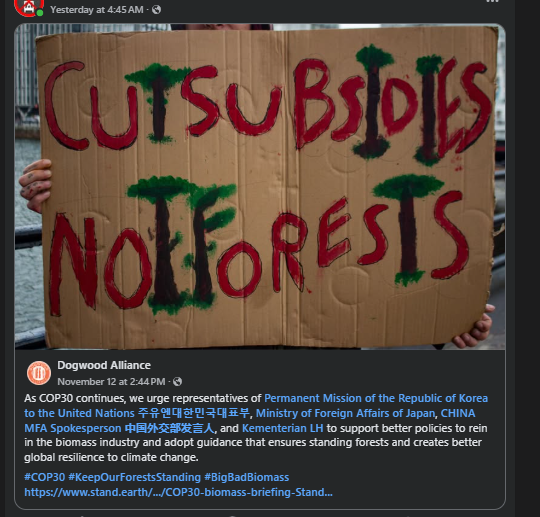 Yesterday at 4:45 AM ·
CUT SUBSIDIES
NOT FORESTS
Dogwood Alliance
November 12 at 2:44 PM ·
As COP30 continues, we urge representatives of Permanent Mission of the Republic of Korea
to the United Nations 주유엔대한민국대표부, Ministry of Foreign Affairs of Japan, CHINA
MFA Spokesperson 中国外交部发言人, and Kementerian LH to support better policies to rein
in the biomass industry and adopt guidance that ensures standing forests and creates better
global resilience to climate change.
#COP30 #KeepOurForestsStanding #BigBadBiomass
https://www.stand.earth/.../COP30-biomass-briefing-Stand...